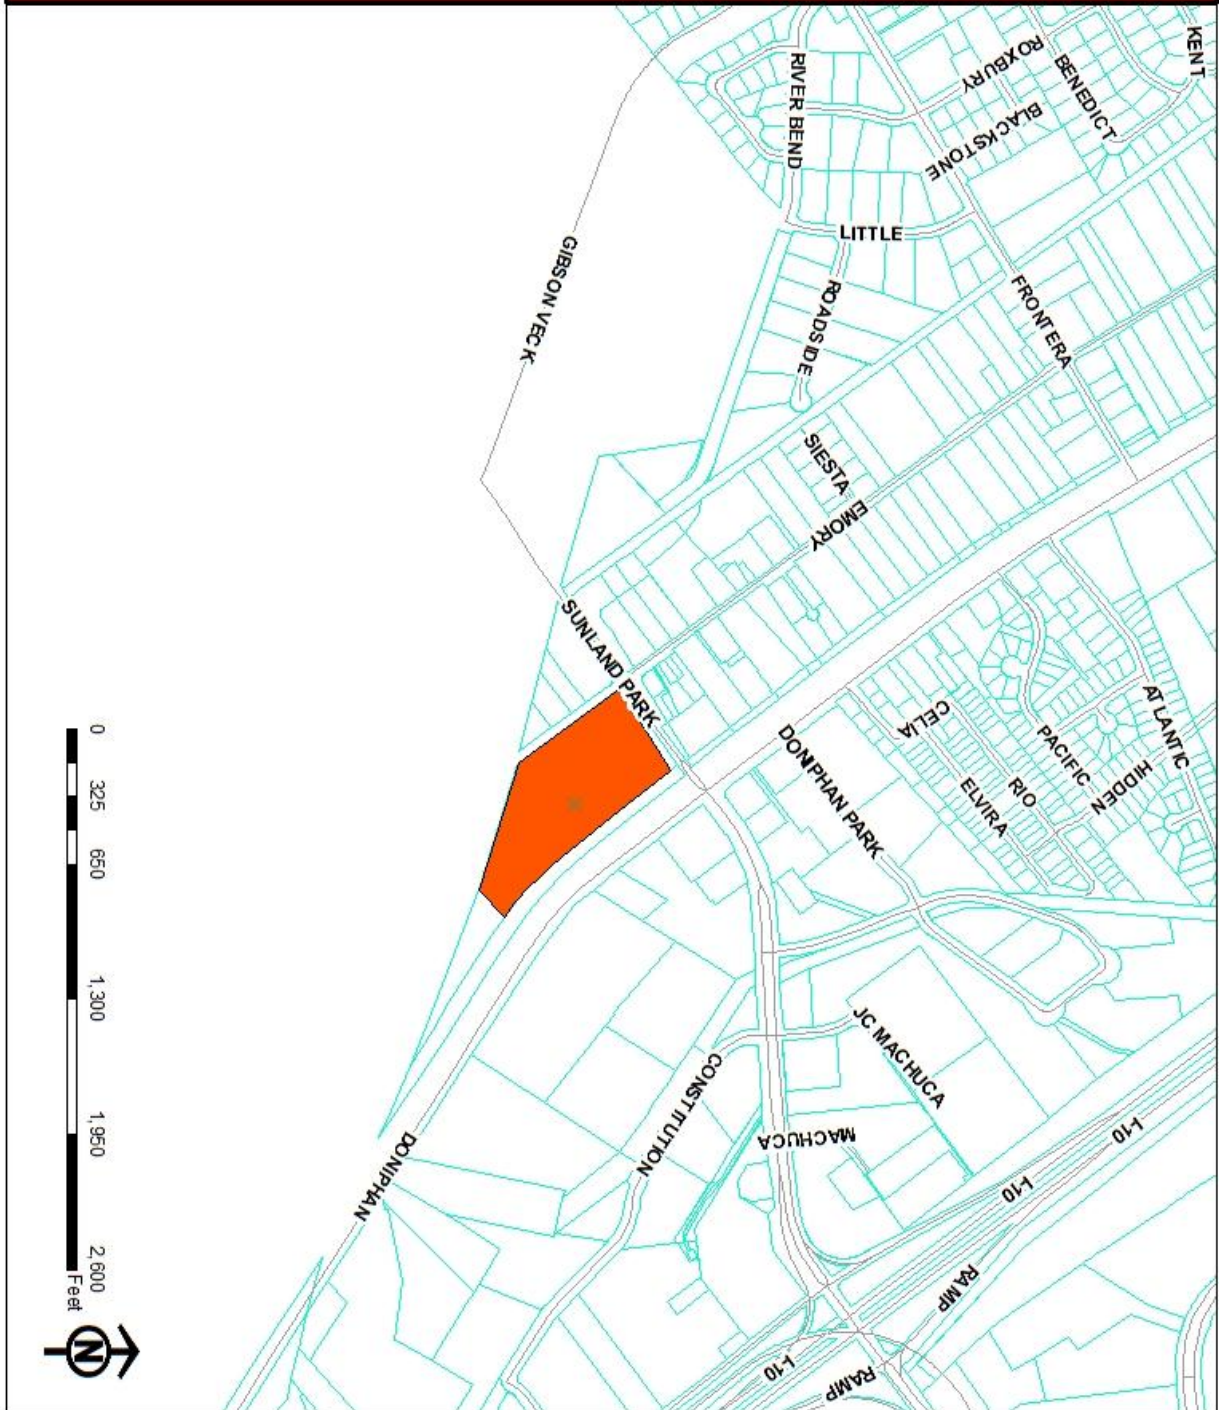 KENT
ROXBURY
BENEDICT
BLACKSTONE
RIVER BEND
LITTLE
ROADSIDE
FRONTERA
GIBSON VECK
SIESTA
EMORY
SUNLAND PARK
ATLANTIC
PACIFIC
HIDDEN
CELIA
RIO
ELVIRA
DONIPHAN PARK
JC MACHUCA
CONSTITUTION
MACHUCA
I-10
I-10
DONIPHAN
RAMP
I-10
RAMP
0 325 650 1,300 1,950 2,600
Feet
N